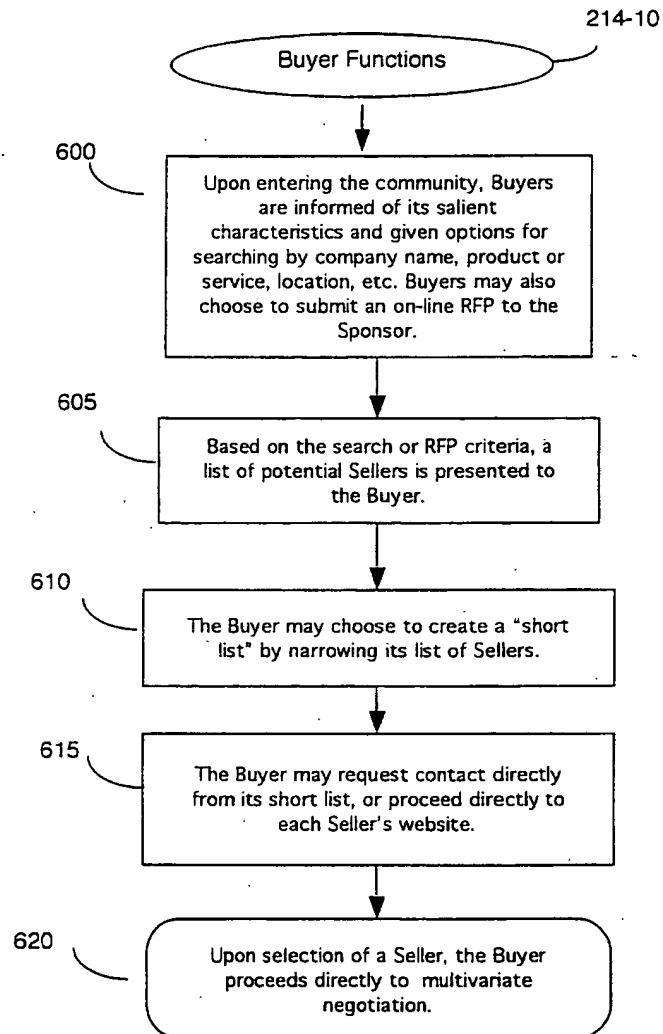 214-10
Buyer Functions
600
Upon entering the community, Buyers
are informed of its salient
characteristics and given options for
searching by company name, product or
service, location, etc. Buyers may also
choose to submit an on-line RFP to the
Sponsor.
605
Based on the search or RFP criteria, a
list of potential Sellers is presented to
the Buyer.
610
The Buyer may choose to create a "short
list" by narrowing its list of Sellers.
615
The Buyer may request contact directly
from its short list, or proceed directly to
each Seller's website.
620
Upon selection of a Seller, the Buyer
proceeds directly to multivariate
negotiation.